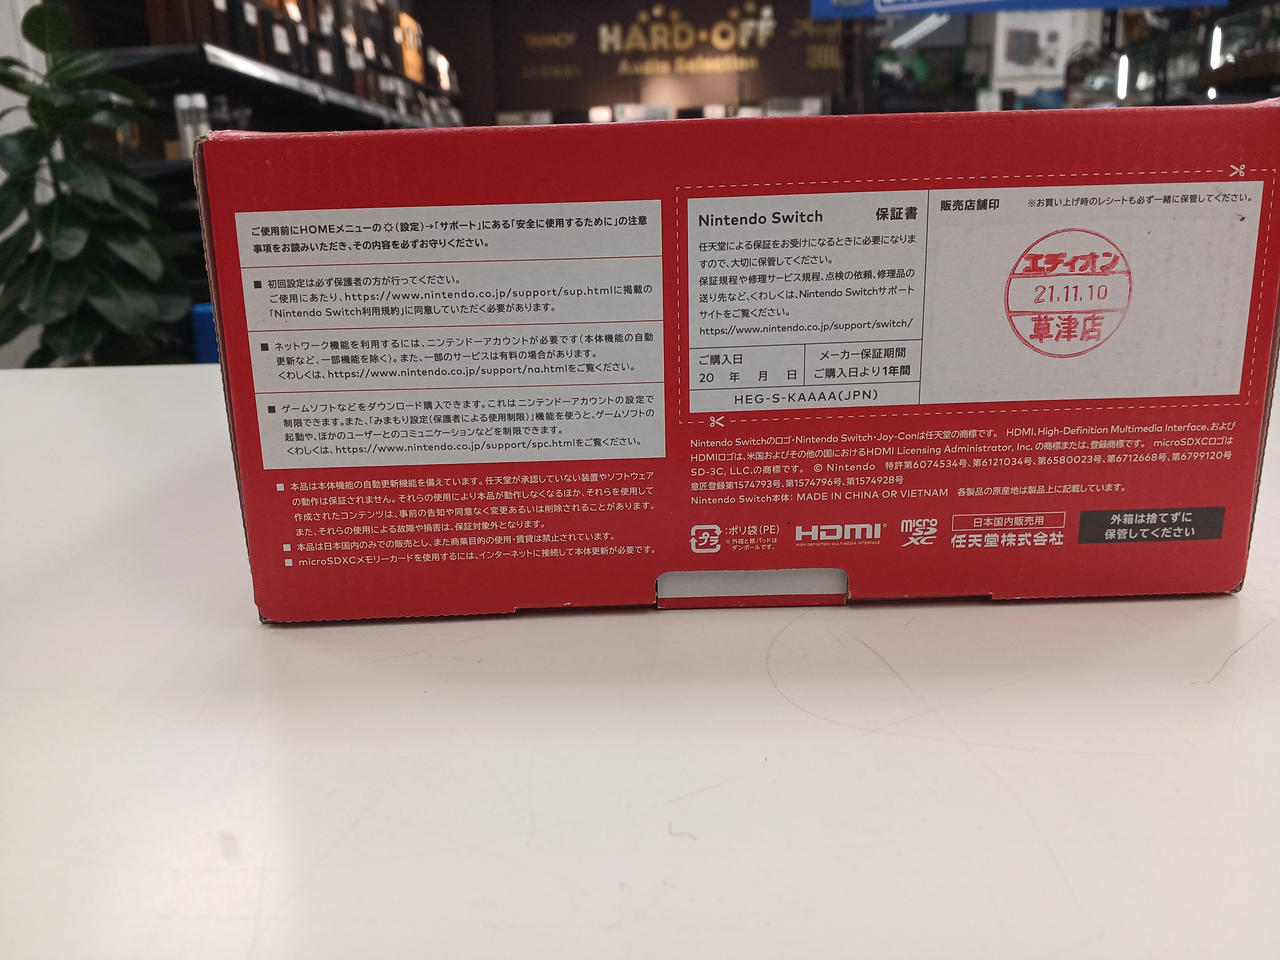 HARD・OFF
Audio Selection
TANNOY
JBL
ご使用前にHOMEメニューの(設定)→「サポート」にある「安全に使用するために」の注意
事項をお読みいただき、その内容を必ずお守りください。
■ 初回設定は必ず保護者の方が行ってください。
ご使用にあたり、https://www.nintendo.co.jp/support/sup.htmlに掲載の
「Nintendo Switch利用規約」に同意していただく必要があります。
■ ネットワーク機能を利用するには、ニンテンドーアカウントが必要です(本体機能の自動
更新など、一部機能を除く)。また、一部のサービスは有料の場合があります。
くわしくは、https://www.nintendo.co.jp/support/na.htmlをご覧ください。
■ ゲームソフトなどをダウンロード購入できます。これはニンテンドーアカウントの設定で
制限できます。また、「みまもり設定(保護者による使用制限)」機能を使うと、ゲームソフトの
起動や、ほかのユーザーとのコミュニケーションなどを制限できます。
くわしくは、https://www.nintendo.co.jp/support/spc.htmlをご覧ください。
■ 本品は本体機能の自動更新機能を備えています。任天堂が承認していない装置やソフトウェア
の動作は保証されません。それらの使用により本品が動作しなくなるほか、それらを使用して
作成されたコンテンツは、事前の告知や同意なく変更あるいは削除されることがあります。
また、それらの使用による故障や損害は、保証対象外となります。
■ 本品は日本国内のみでの販売とし、また商業目的の使用・賃貸は禁止されています。
■ microSDXCメモリーカードを使用するには、インターネットに接続して本体更新が必要です。
Nintendo Switch 保証書
任天堂による保証をお受けになるときに必要になりま
すので、大切に保管してください。
保証規程や修理サービス規程、点検の依頼、修理品の
送り先など、くわしくは、Nintendo Switchサポート
サイトをご覧ください。
https://www.nintendo.co.jp/support/switch/
ご購入日
20 年 月 日
メーカー保証期間
ご購入日より1年間
HEG-S-KAAAA(JPN)
販売店舗印 ※お買い上げ時のレシートも必ず一緒に保管してください。
エディオン
21.11.10
草津店
Nintendo Switchのロゴ・Nintendo Switch・Joy-Conは任天堂の商標です。 HDMI、High-Definition Multimedia Interface、および
HDMIロゴは、米国およびその他の国におけるHDMI Licensing Administrator, Inc. の商標または、登録商標です。 microSDXCロゴは
SD-3C, LLC.の商標です。 © Nintendo 特許第6074534号、第6121034号、第6580023号、第6712668号、第6799120号
意匠登録第1574793号、第1574796号、第1574928号
Nintendo Switch本体: MADE IN CHINA OR VIETNAM 各製品の原産地は製品上に記載しています。
プラ
:ポリ袋(PE)
※外箱と紙パッドは
ダンボールです。
HDMI
HIGH-DEFINITION MULTIMEDIA INTERFACE
micro SD XC
日本国内販売用
任天堂株式会社
外箱は捨てずに
保管してください